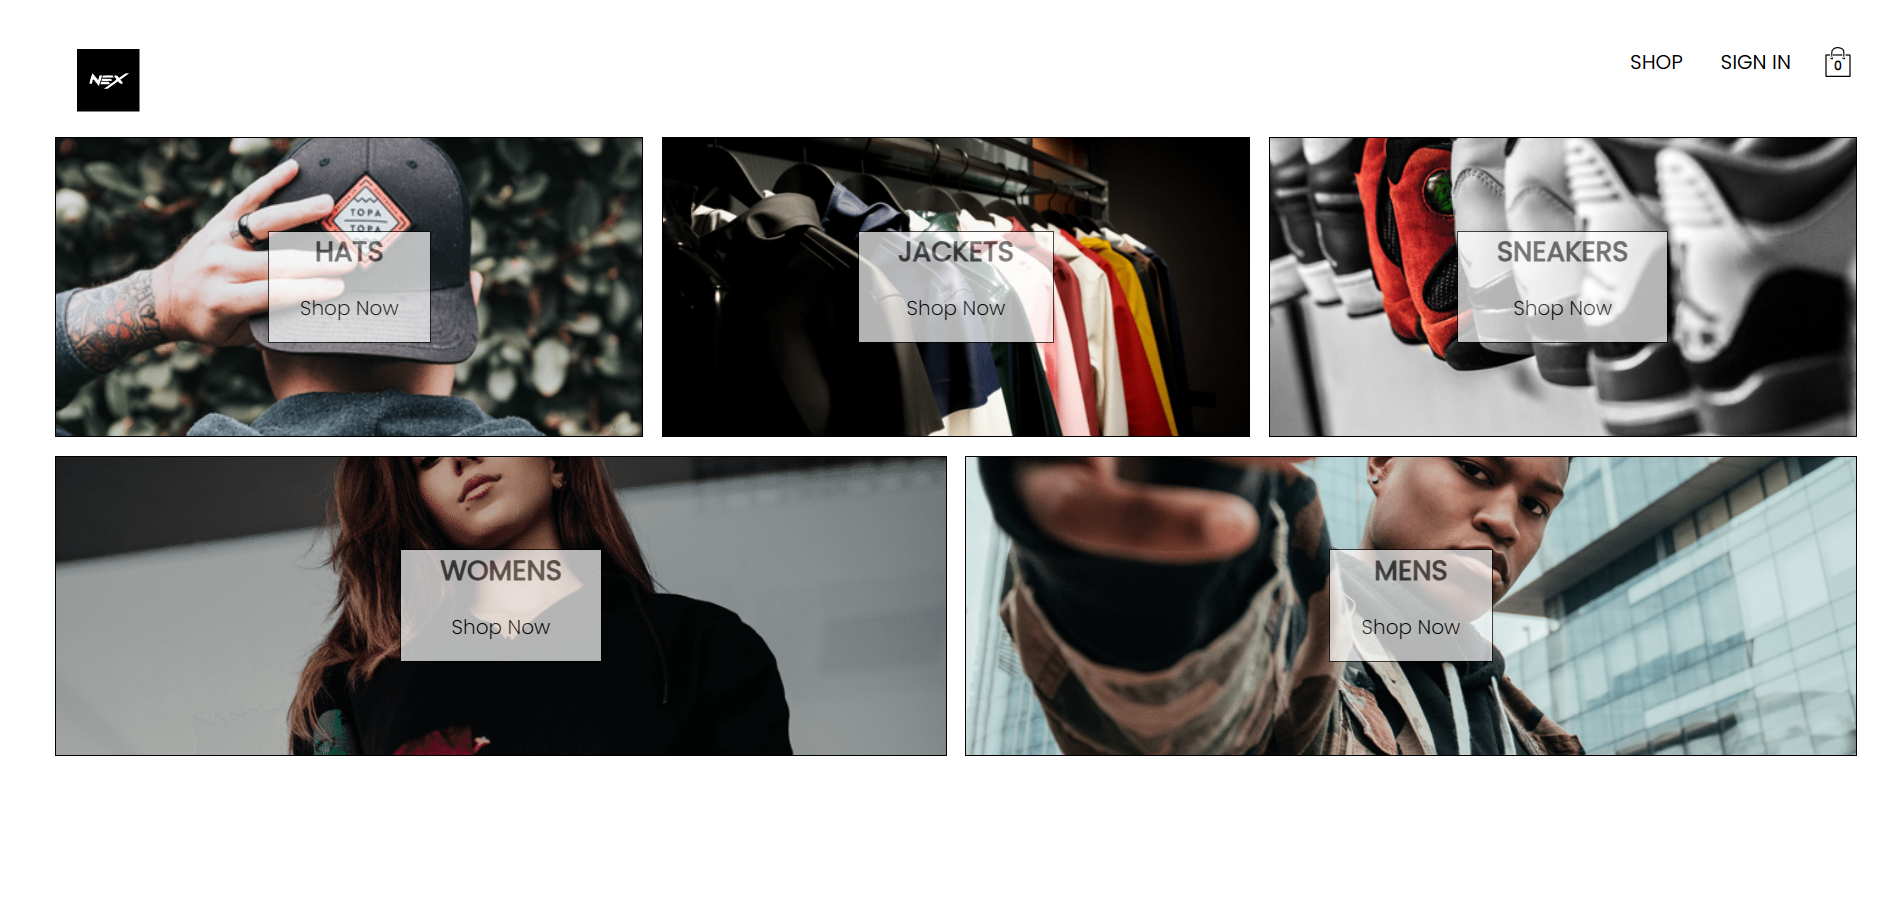 NEX
SHOP
SIGN IN
0
TOPA
TOPA
HATS
Shop Now
JACKETS
Shop Now
SNEAKERS
Shop Now
WOMENS
Shop Now
MENS
Shop Now